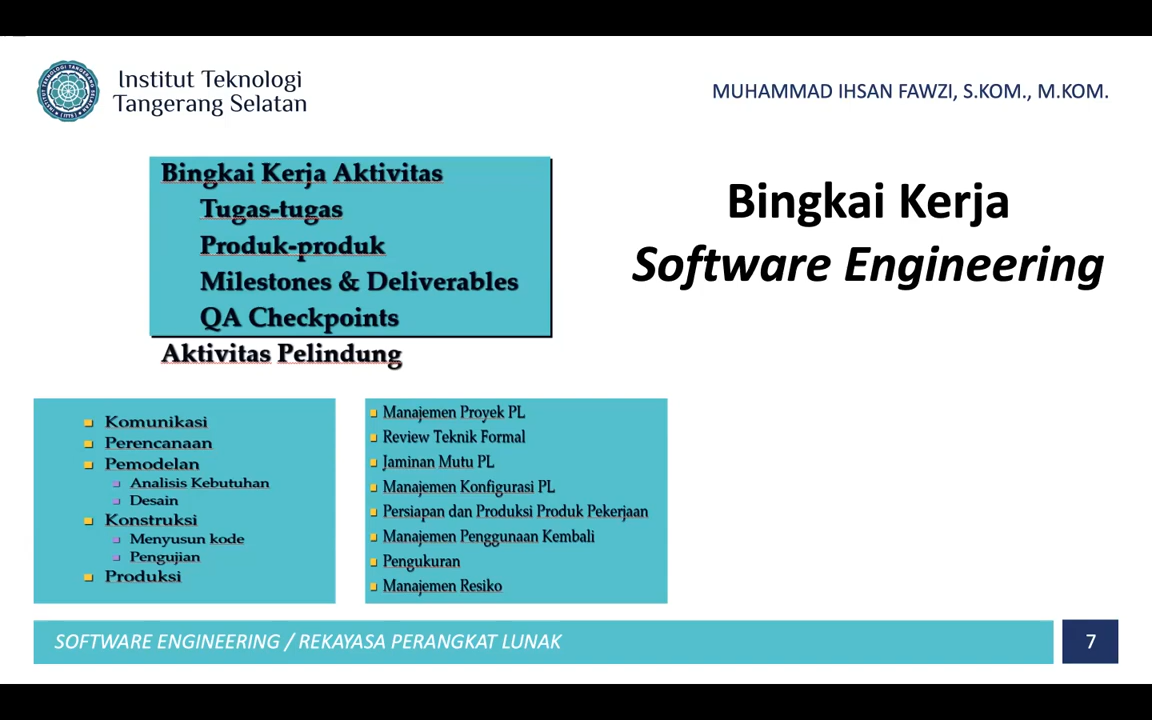 Institut Teknologi
Tangerang Selatan
MUHAMMAD IHSAN FAWZI, S.KOM., M.KOM.
Bingkai Kerja Aktivitas
Tugas-tugas
Produk-produk
Milestones & Deliverables
QA Checkpoints
Aktivitas Pelindung
Bingkai Kerja
Software Engineering
Komunikasi
Perencanaan
Pemodelan
Analisis Kebutuhan
Desain
Konstruksi
Menyusun kode
Pengujian
Produksi
Manajemen Proyek PL
Review Teknik Formal
Jaminan Mutu PL
Manajemen Konfigurasi PL
Persiapan dan Produksi Produk Pekerjaan
Manajemen Penggunaan Kembali
Pengukuran
Manajemen Resiko
SOFTWARE ENGINEERING / REKAYASA PERANGKAT LUNAK
7